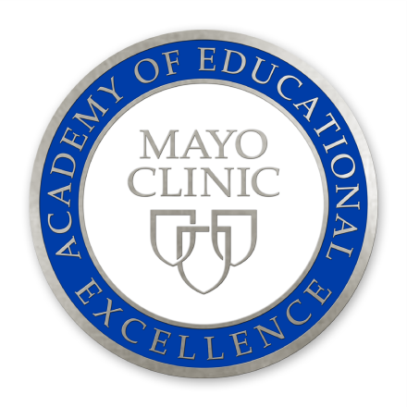 ACADEMY OF EDUCATIONAL
EXCELLENCE
MAYO
CLINIC